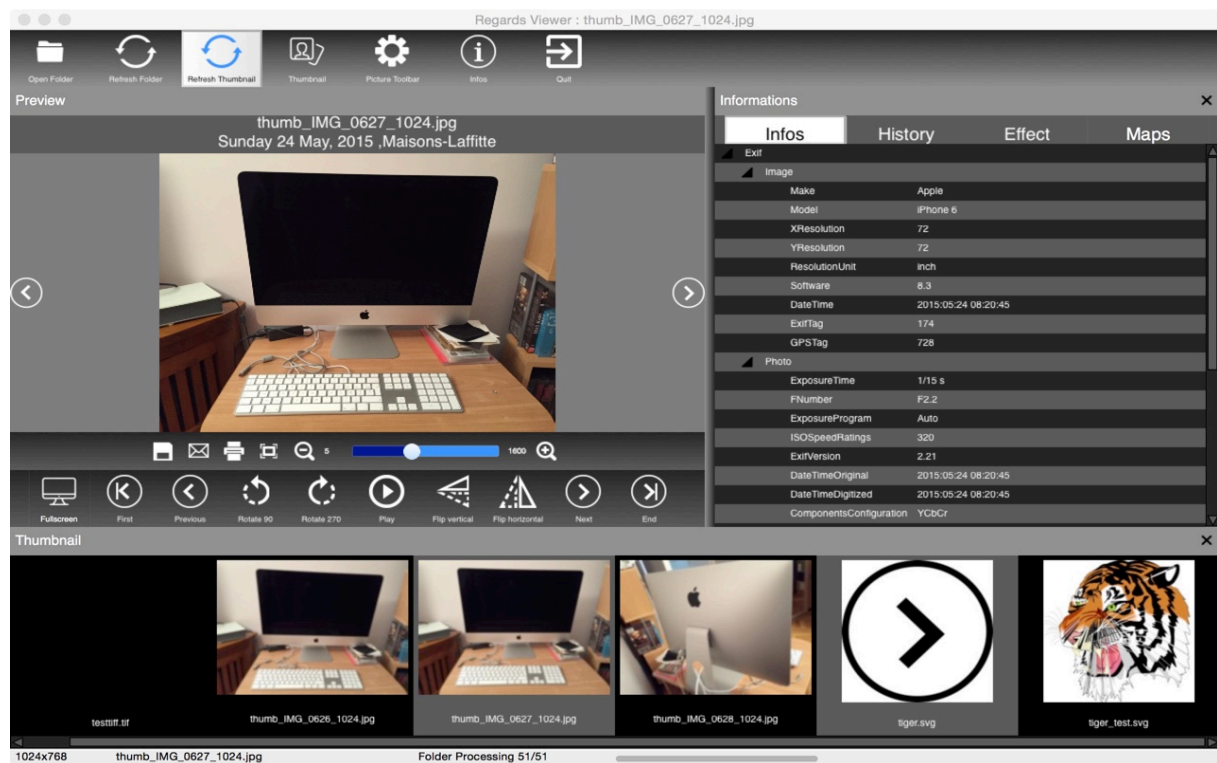 Regards Viewer : thumb_IMG_0627_1024.jpg
Open Folder Refresh Folder Refresh Thumbnail Thumbnail Picture Toolbar Infos Quit
Preview
thumb_IMG_0627_1024.jpg
Sunday 24 May, 2015 ,Maisons-Laffitte
5 1600
Fullscreen First Previous Rotate 90 Rotate 270 Play Flip vertical Flip horizontal Next End
Informations
Infos History Effect Maps
Exif
Image
Make Apple
Model iPhone 6
XResolution 72
YResolution 72
ResolutionUnit inch
Software 8.3
DateTime 2015:05:24 08:20:45
ExifTag 174
GPSTag 728
Photo
ExposureTime 1/15 s
FNumber F2.2
ExposureProgram Auto
ISOSpeedRatings 320
ExifVersion 2.21
DateTimeOriginal 2015:05:24 08:20:45
DateTimeDigitized 2015:05:24 08:20:45
ComponentsConfiguration YCbCr
Thumbnail
testtiff.tif thumb_IMG_0626_1024.jpg thumb_IMG_0627_1024.jpg thumb_IMG_0628_1024.jpg tiger.svg tiger_test.svg
1024x768 thumb_IMG_0627_1024.jpg Folder Processing 51/51